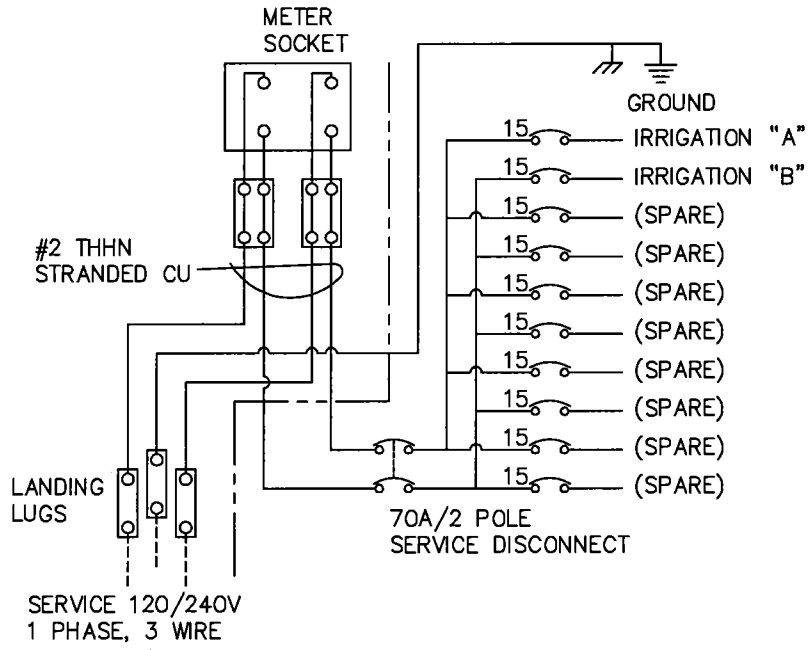 METER
SOCKET
GROUND
15 IRRIGATION "A"
15 IRRIGATION "B"
15 (SPARE)
15 (SPARE)
15 (SPARE)
15 (SPARE)
15 (SPARE)
15 (SPARE)
15 (SPARE)
15 (SPARE)
#2 THHN
STRANDED CU
LANDING
LUGS
70A/2 POLE
SERVICE DISCONNECT
SERVICE 120/240V
1 PHASE, 3 WIRE